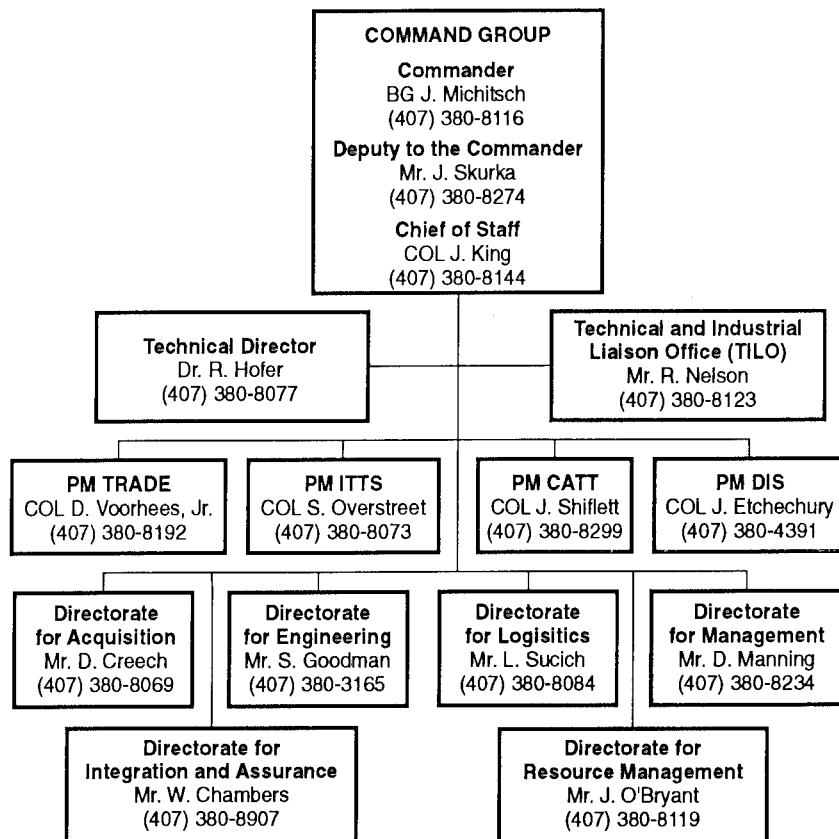 COMMAND GROUP
Commander
BG J. Michitsch
(407) 380-8116
Deputy to the Commander
Mr. J. Skurka
(407) 380-8274
Chief of Staff
COL J. King
(407) 380-8144
Technical Director
Dr. R. Hofer
(407) 380-8077
Technical and Industrial
Liaison Office (TILO)
Mr. R. Nelson
(407) 380-8123
PM TRADE
COL D. Voorhees, Jr.
(407) 380-8192
PM ITTS
COL S. Overstreet
(407) 380-8073
PM CATT
COL J. Shiflett
(407) 380-8299
PM DIS
COL J. Etchechury
(407) 380-4391
Directorate
for Acquisition
Mr. D. Creech
(407) 380-8069
Directorate
for Engineering
Mr. S. Goodman
(407) 380-3165
Directorate
for Logisitics
Mr. L. Sucich
(407) 380-8084
Directorate
for Management
Mr. D. Manning
(407) 380-8234
Directorate for
Integration and Assurance
Mr. W. Chambers
(407) 380-8907
Directorate for
Resource Management
Mr. J. O'Bryant
(407) 380-8119